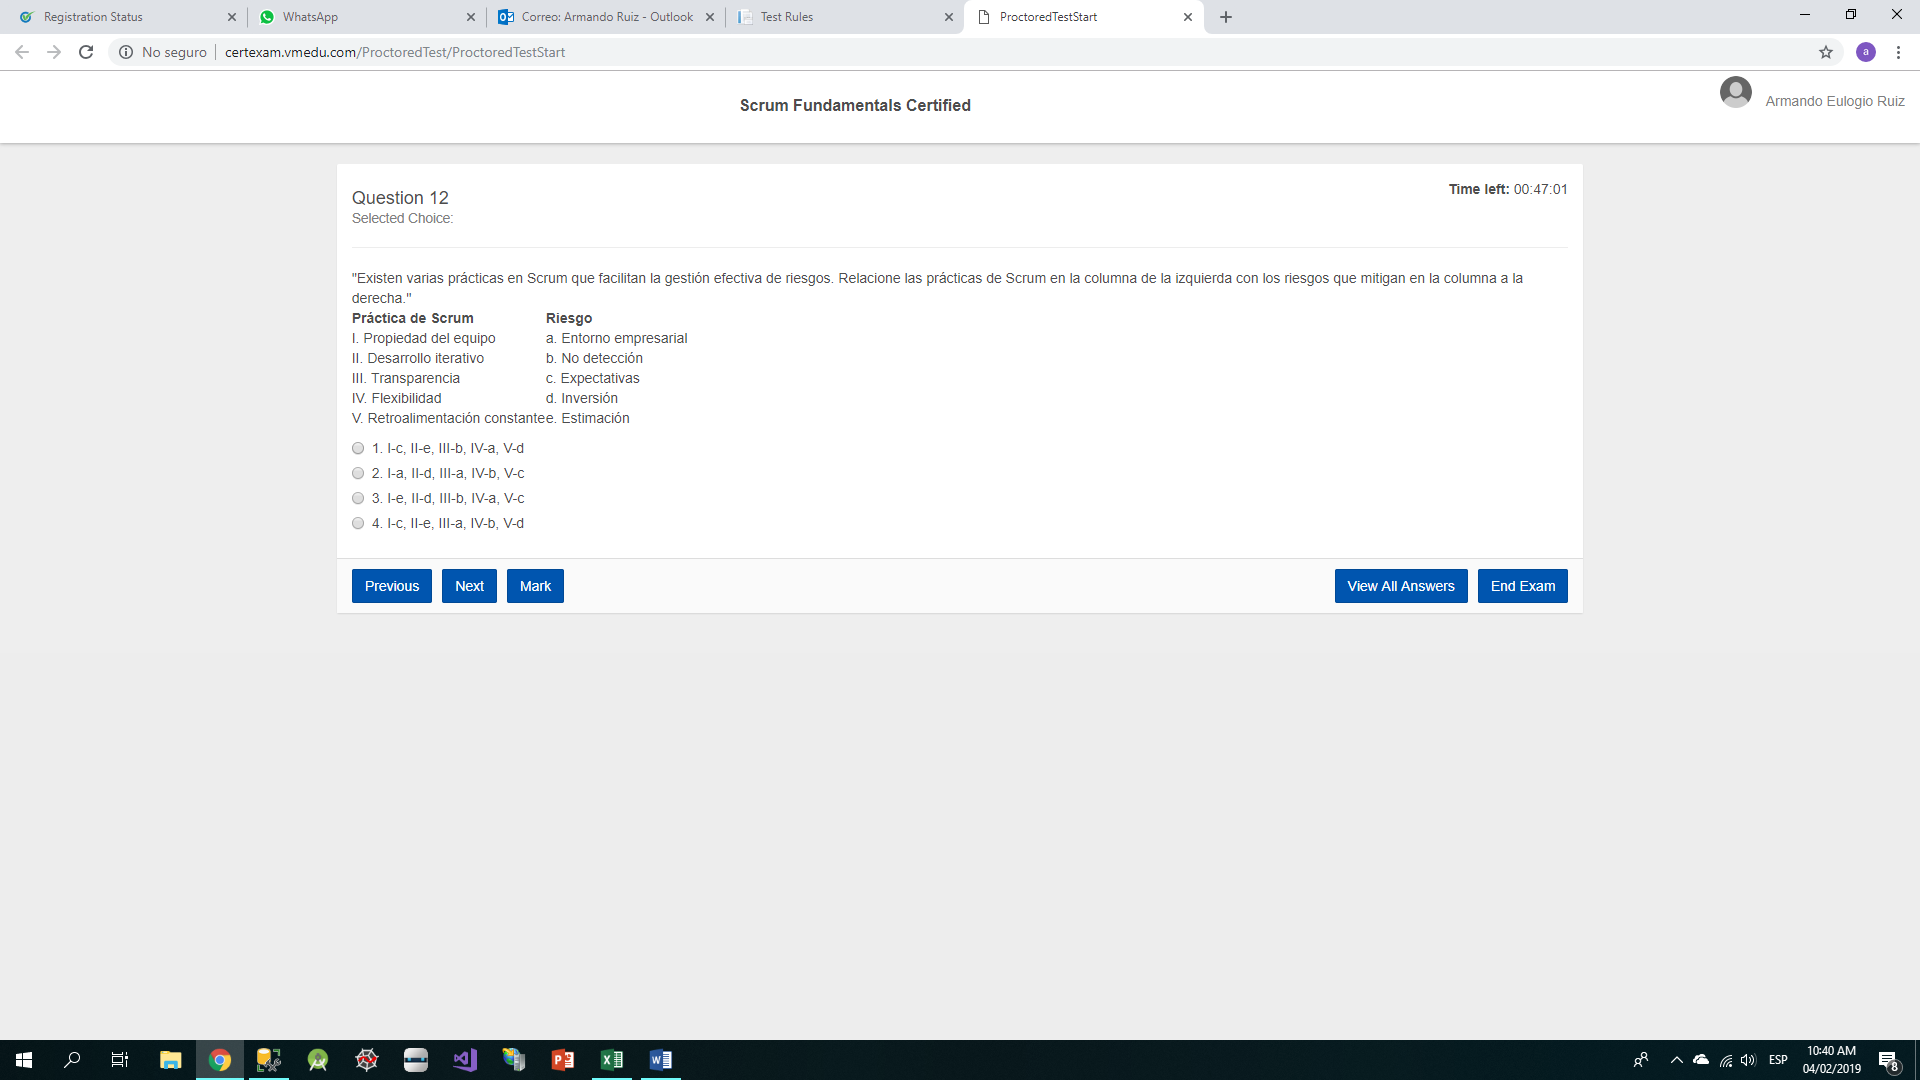 Registration Status
WhatsApp
Correo: Armando Ruiz - Outlook
Test Rules
ProctoredTestStart
No seguro
certexam.vmedu.com/ProctoredTest/ProctoredTestStart
a
Scrum Fundamentals Certified
Armando Eulogio Ruiz
Question 12
Time left: 00:47:01
Selected Choice:
"Existen varias prácticas en Scrum que facilitan la gestión efectiva de riesgos. Relacione las prácticas de Scrum en la columna de la izquierda con los riesgos que mitigan en la columna a la
derecha."
Práctica de Scrum Riesgo
I. Propiedad del equipo a. Entorno empresarial
II. Desarrollo iterativo b. No detección
III. Transparencia c. Expectativas
IV. Flexibilidad d. Inversión
V. Retroalimentación constante e. Estimación
1. I-c, II-e, III-b, IV-a, V-d
2. I-a, II-d, III-a, IV-b, V-c
3. I-e, II-d, III-b, IV-a, V-c
4. I-c, II-e, III-a, IV-b, V-d
Previous Next Mark View All Answers End Exam
ESP
10:40 AM
04/02/2019
8